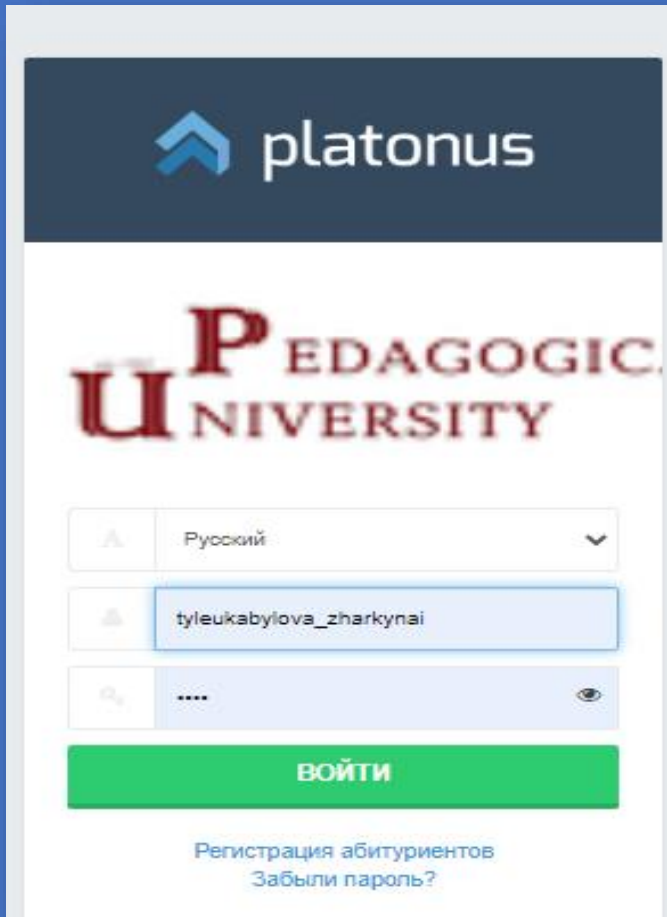 platonus
PEDAGOGIC
UNIVERSITY
Русский
tyleukabylova_zharkynai
....
ВОЙТИ
Регистрация абитуриентов
Забыли пароль?